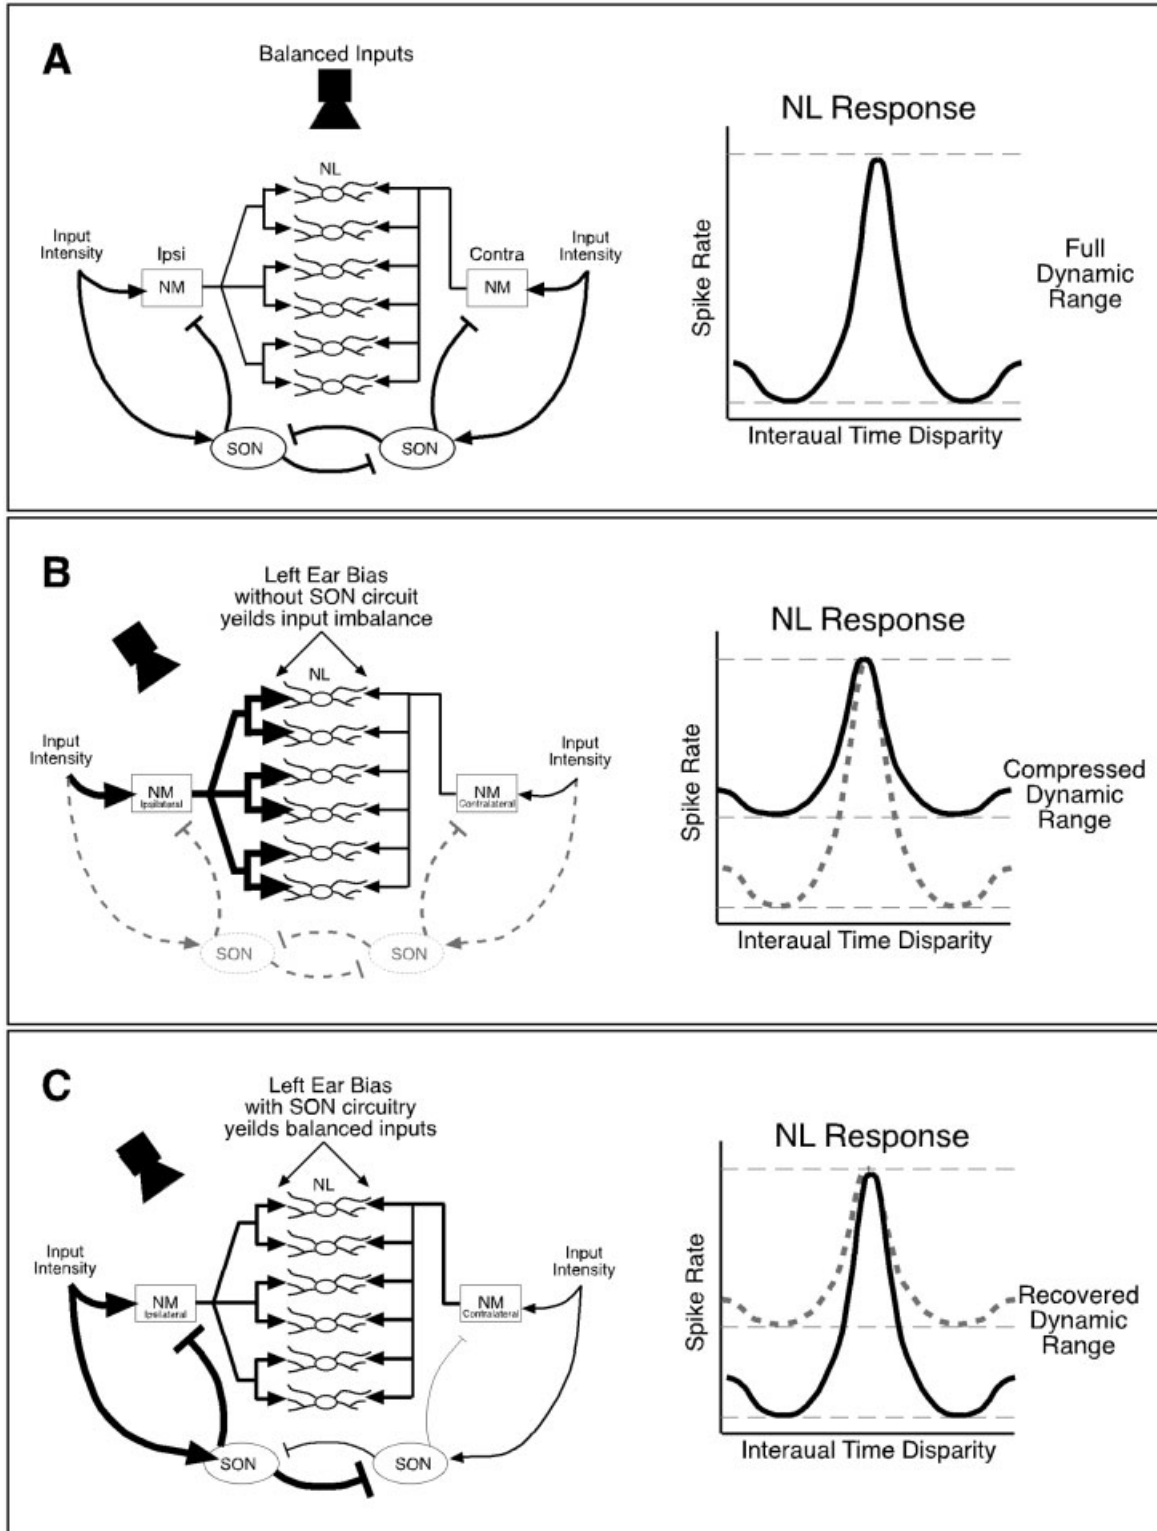 A
Balanced Inputs
NL
Input
Intensity
Ipsi
NM
Contra
NM
Input
Intensity
SON
SON
NL Response
Spike Rate
Full
Dynamic
Range
Interaual Time Disparity
B
Left Ear Bias
without SON circuit
yeilds input imbalance
NL
Input
Intensity
NM
Ipsilateral
NM
Contralateral
Input
Intensity
SON
SON
NL Response
Spike Rate
Compressed
Dynamic
Range
Interaual Time Disparity
C
Left Ear Bias
with SON circuitry
yeilds balanced inputs
NL
Input
Intensity
NM
Ipsilateral
NM
Contralateral
Input
Intensity
SON
SON
NL Response
Spike Rate
Recovered
Dynamic
Range
Interaual Time Disparity